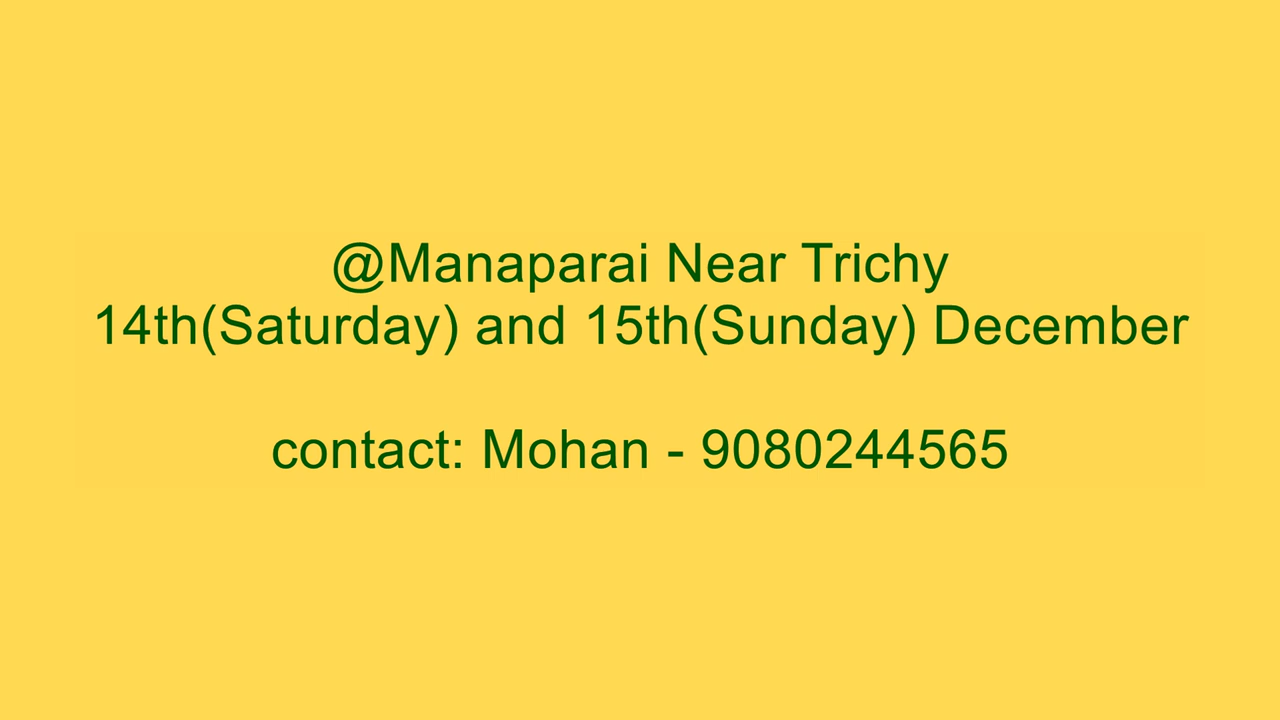 @Manaparai Near Trichy
14th(Saturday) and 15th(Sunday) December
contact: Mohan - 9080244565